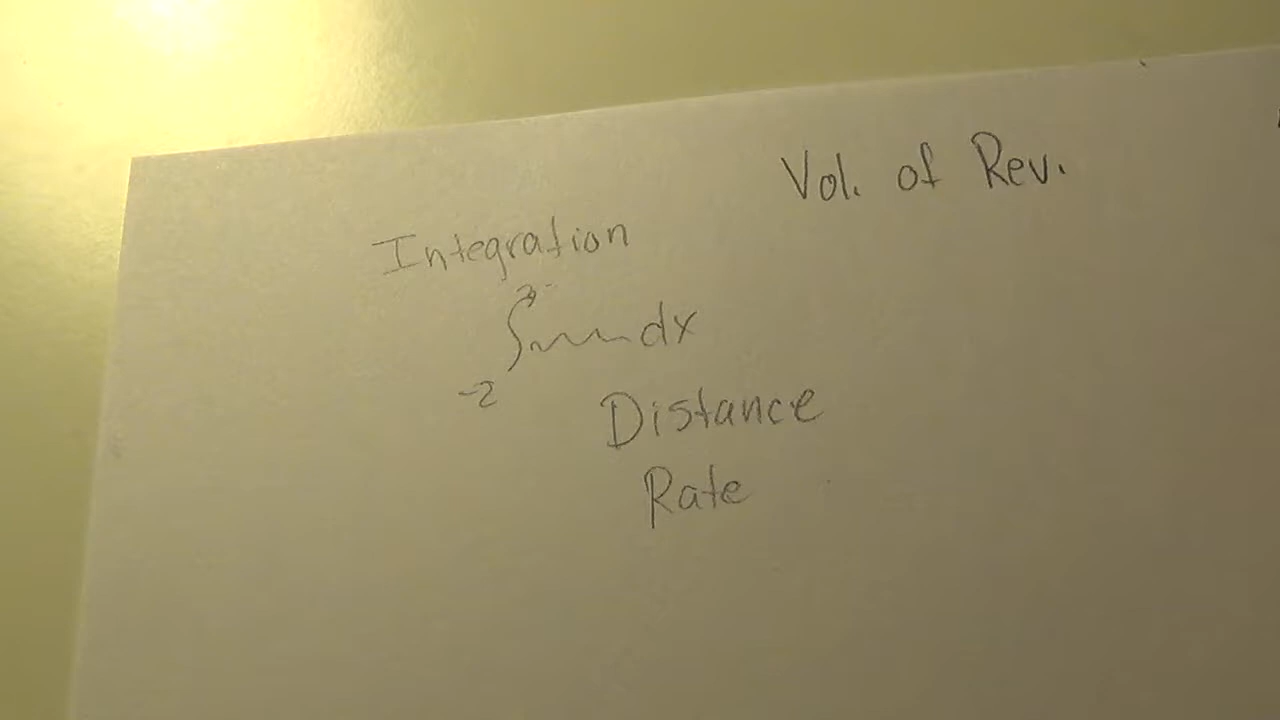 Vol. of Rev.
Integration
∫ dx
-2
Distance
Rate